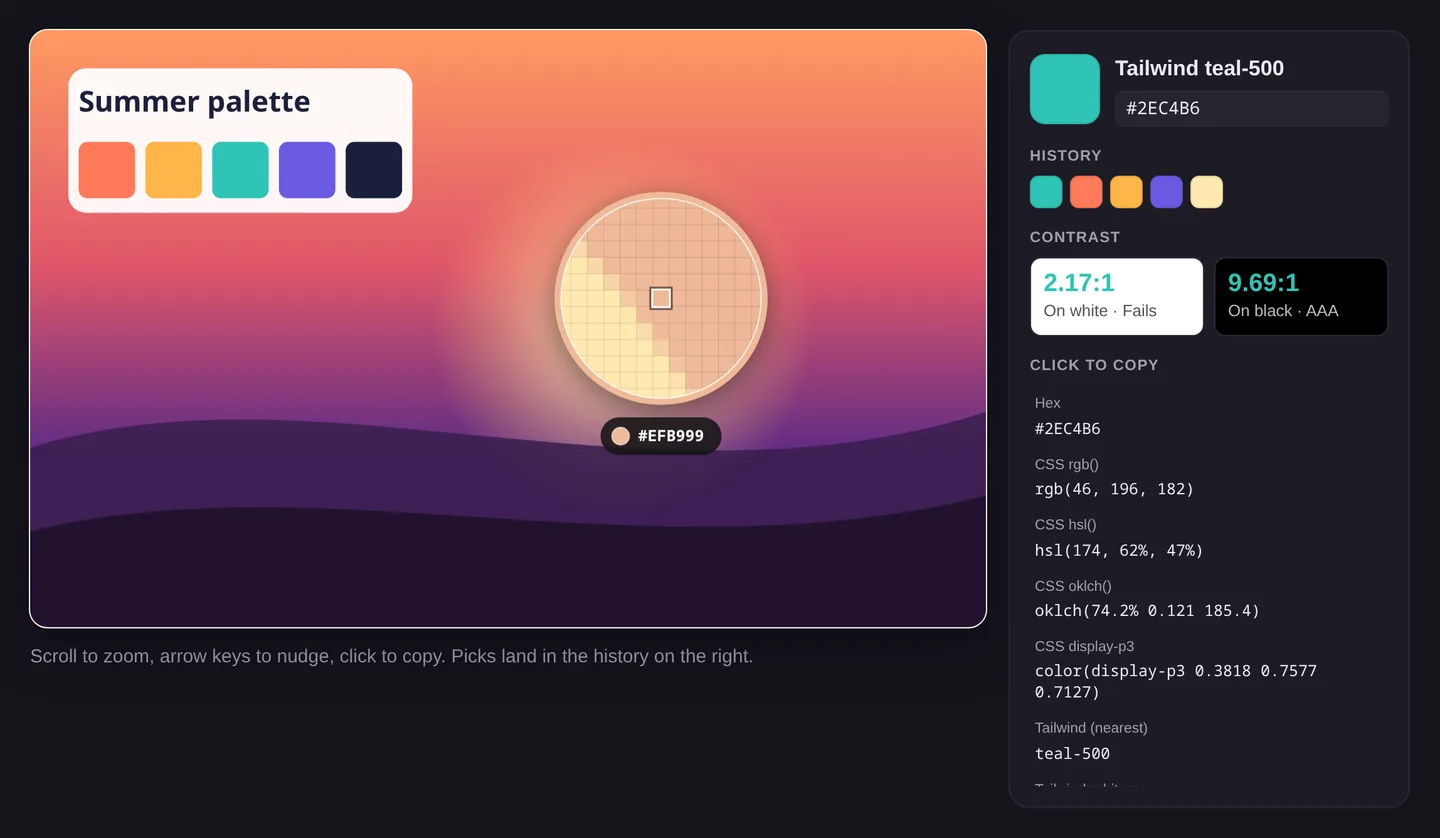 Summer palette
#EFB999
Scroll to zoom, arrow keys to nudge, click to copy. Picks land in the history on the right.
Tailwind teal-500
#2EC4B6
HISTORY
CONTRAST
2.17:1
On white · Fails
9.69:1
On black · AAA
CLICK TO COPY
Hex
#2EC4B6
CSS rgb()
rgb(46, 196, 182)
CSS hsl()
hsl(174, 62%, 47%)
CSS oklch()
oklch(74.2% 0.121 185.4)
CSS display-p3
color(display-p3 0.3818 0.7577
0.7127)
Tailwind (nearest)
teal-500